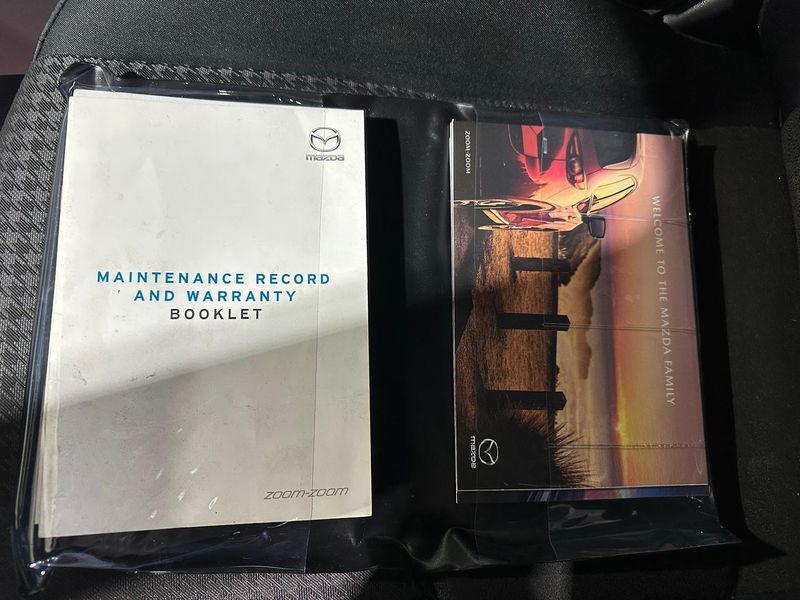 mazda
MAINTENANCE RECORD
AND WARRANTY
BOOKLET
zoom-zoom
ZOOM-ZOOM
WELCOME TO THE MAZDA FAMILY
mazda